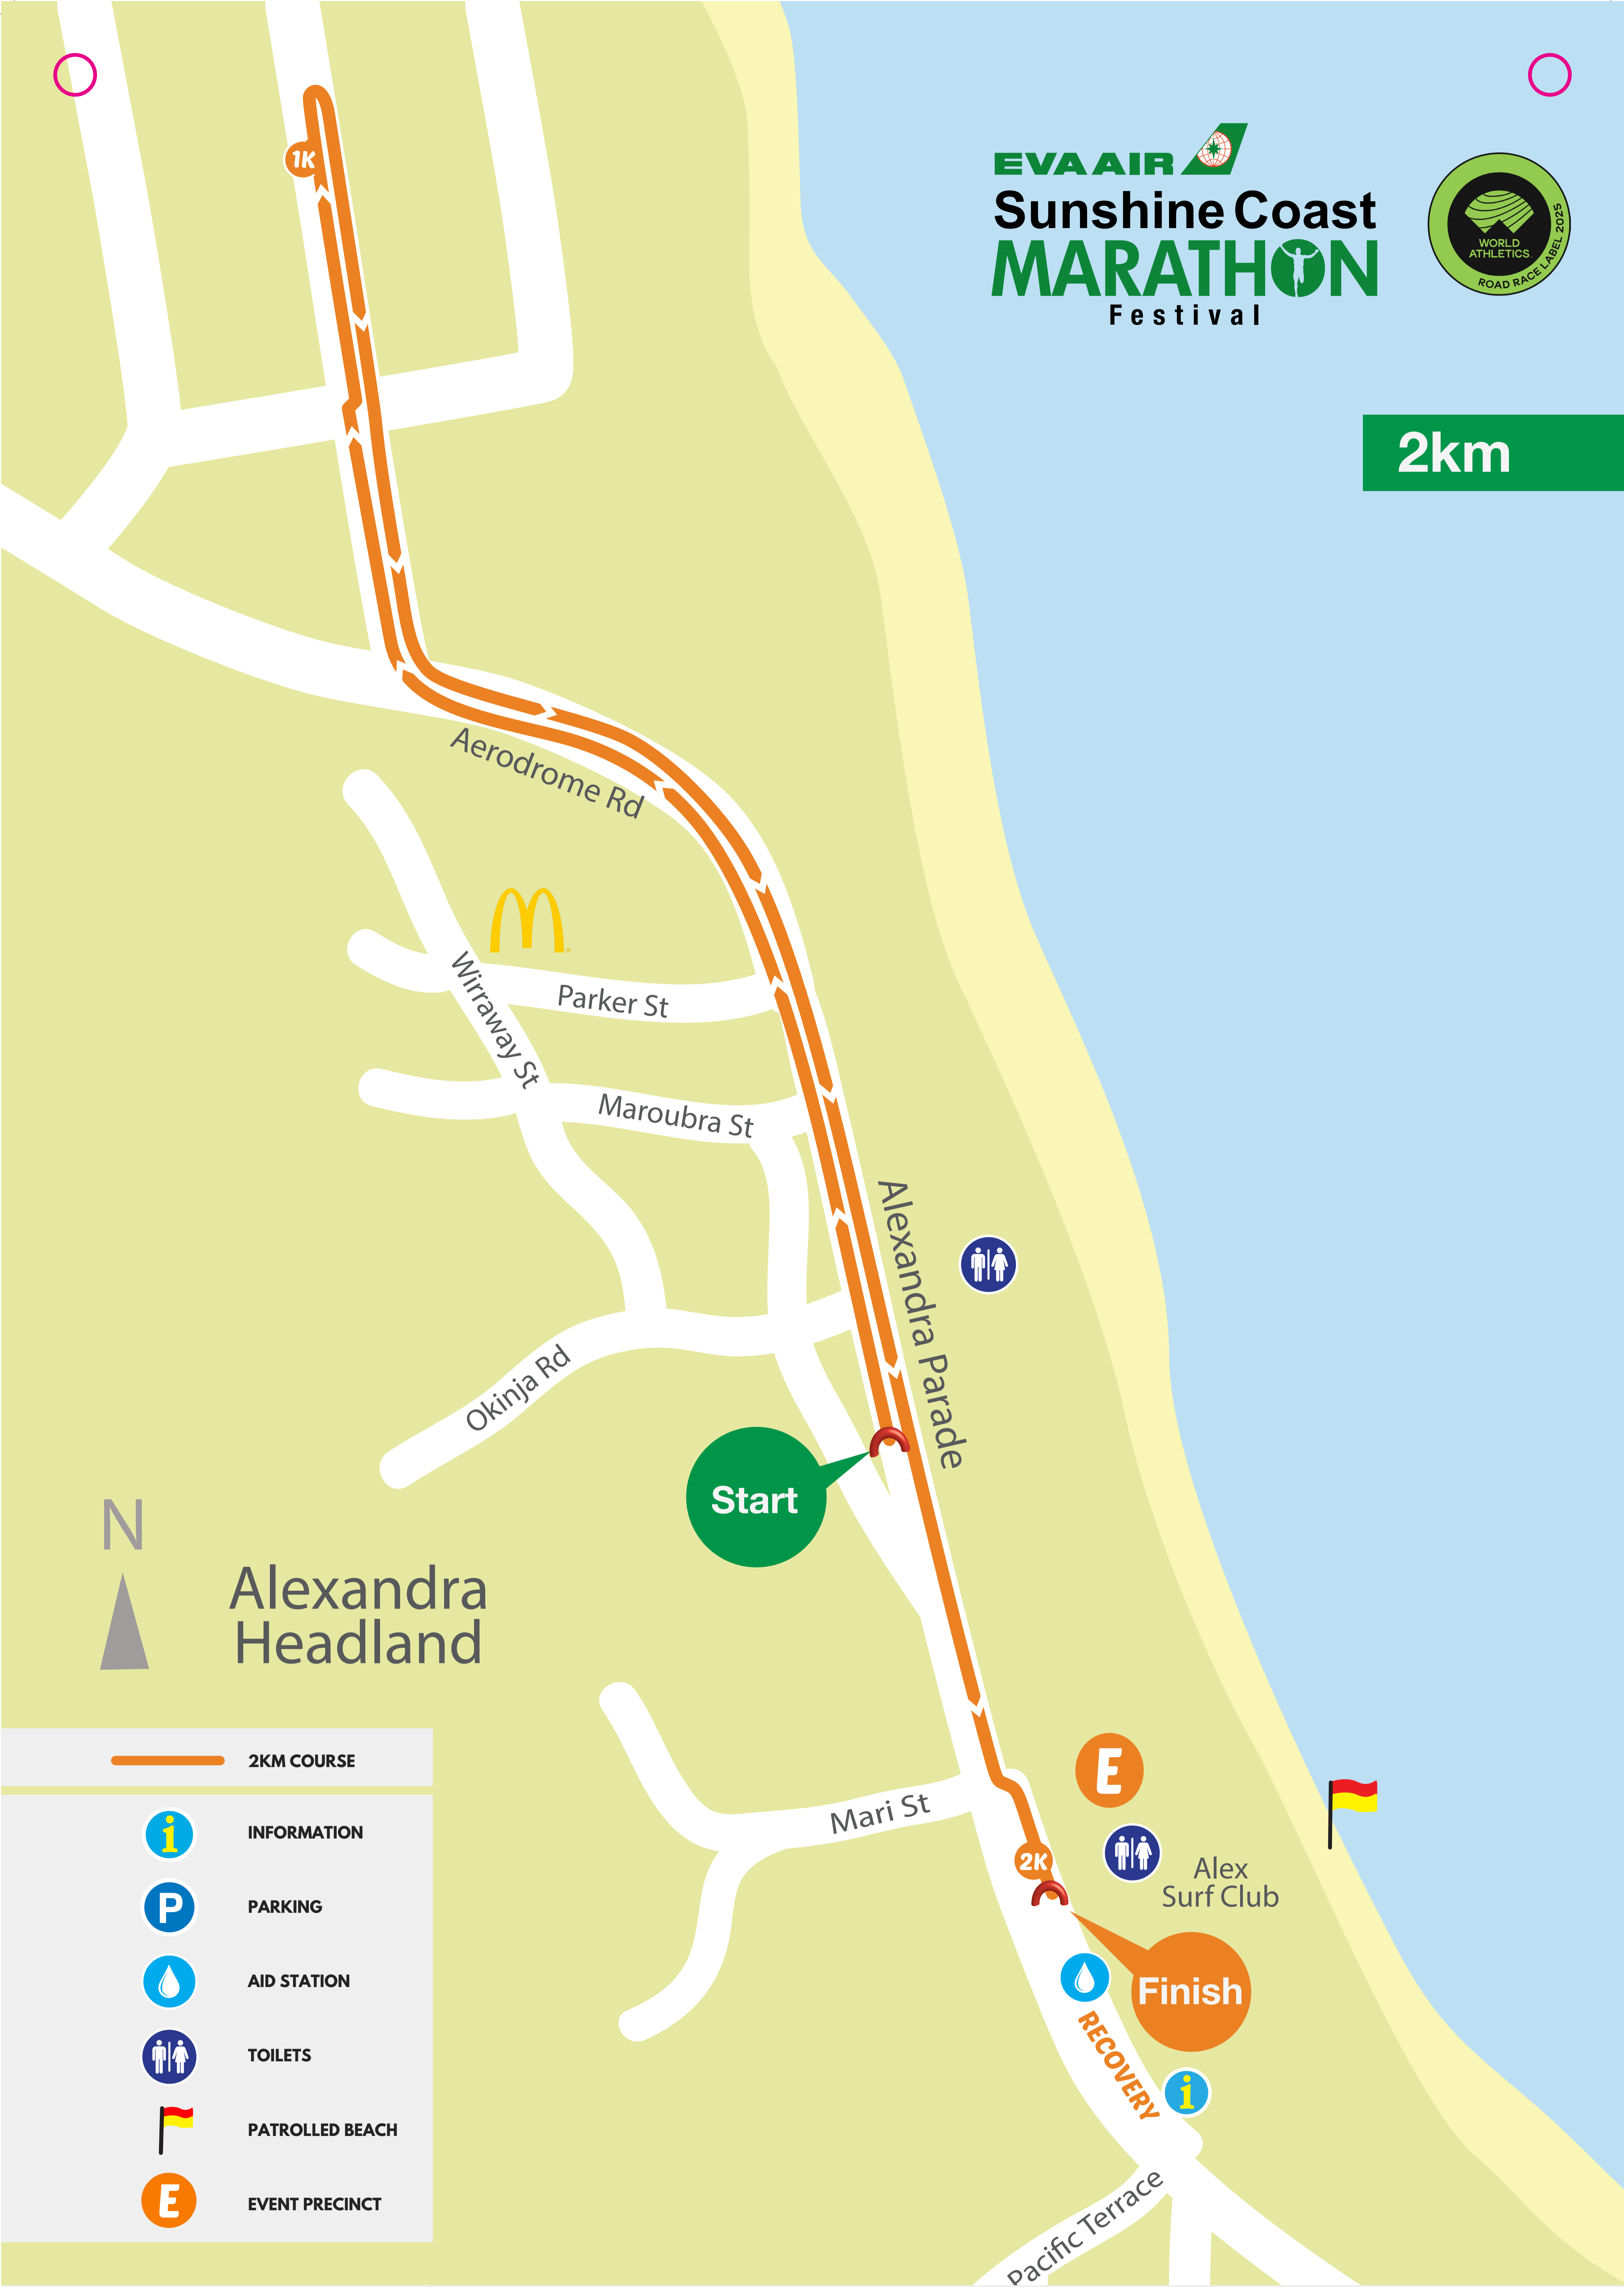 1K
EVA AIR
Sunshine Coast
MARATHON
Festival
WORLD
ATHLETICS
ROAD RACE LABEL 2025
2km
Aerodrome Rd
Wirraway St
Parker St
Maroubra St
Alexandra Parade
Okinja Rd
Start
N
Alexandra
Headland
E
Mari St
2K
Alex
Surf Club
Finish
RECOVERY
i
Pacific Terrace
2KM COURSE
i
INFORMATION
P
PARKING
AID STATION
TOILETS
PATROLLED BEACH
E
EVENT PRECINCT